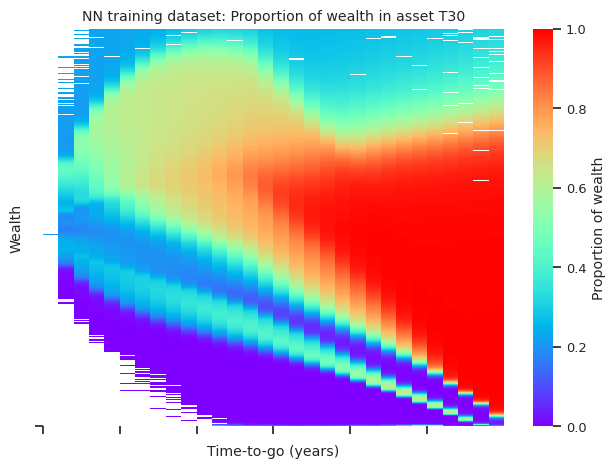 NN training dataset: Proportion of wealth in asset T30
Wealth
Time-to-go (years)
1.0
0.8
0.6
0.4
0.2
0.0
Proportion of wealth